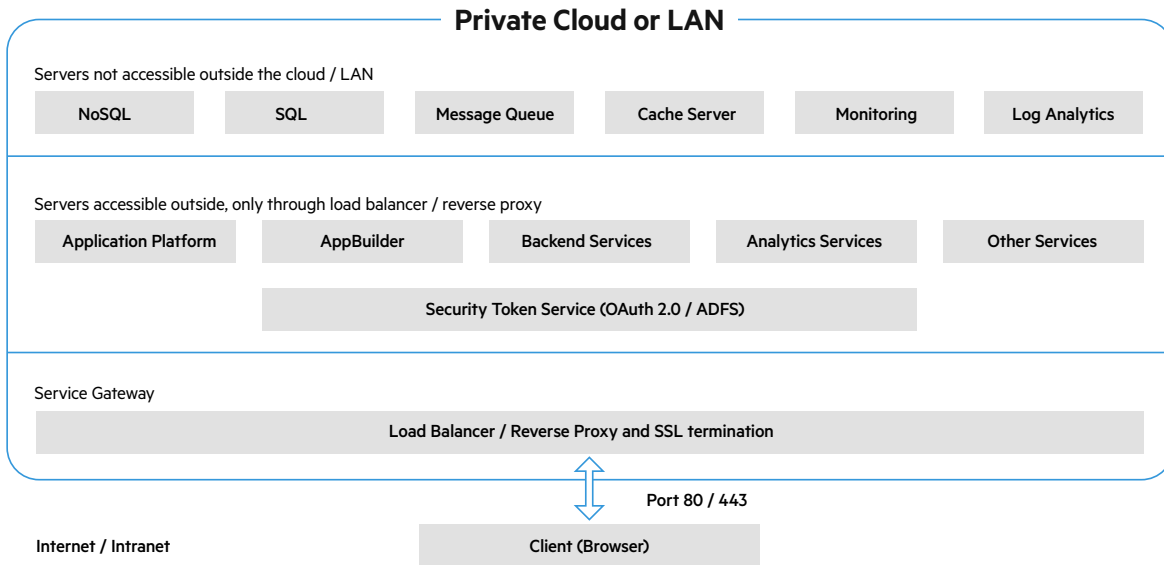 Private Cloud or LAN
Servers not accessible outside the cloud / LAN
NoSQL
SQL
Message Queue
Cache Server
Monitoring
Log Analytics
Servers accessible outside, only through load balancer / reverse proxy
Application Platform
AppBuilder
Backend Services
Analytics Services
Other Services
Security Token Service (OAuth 2.0 / ADFS)
Service Gateway
Load Balancer / Reverse Proxy and SSL termination
Port 80 / 443
Internet / Intranet
Client (Browser)